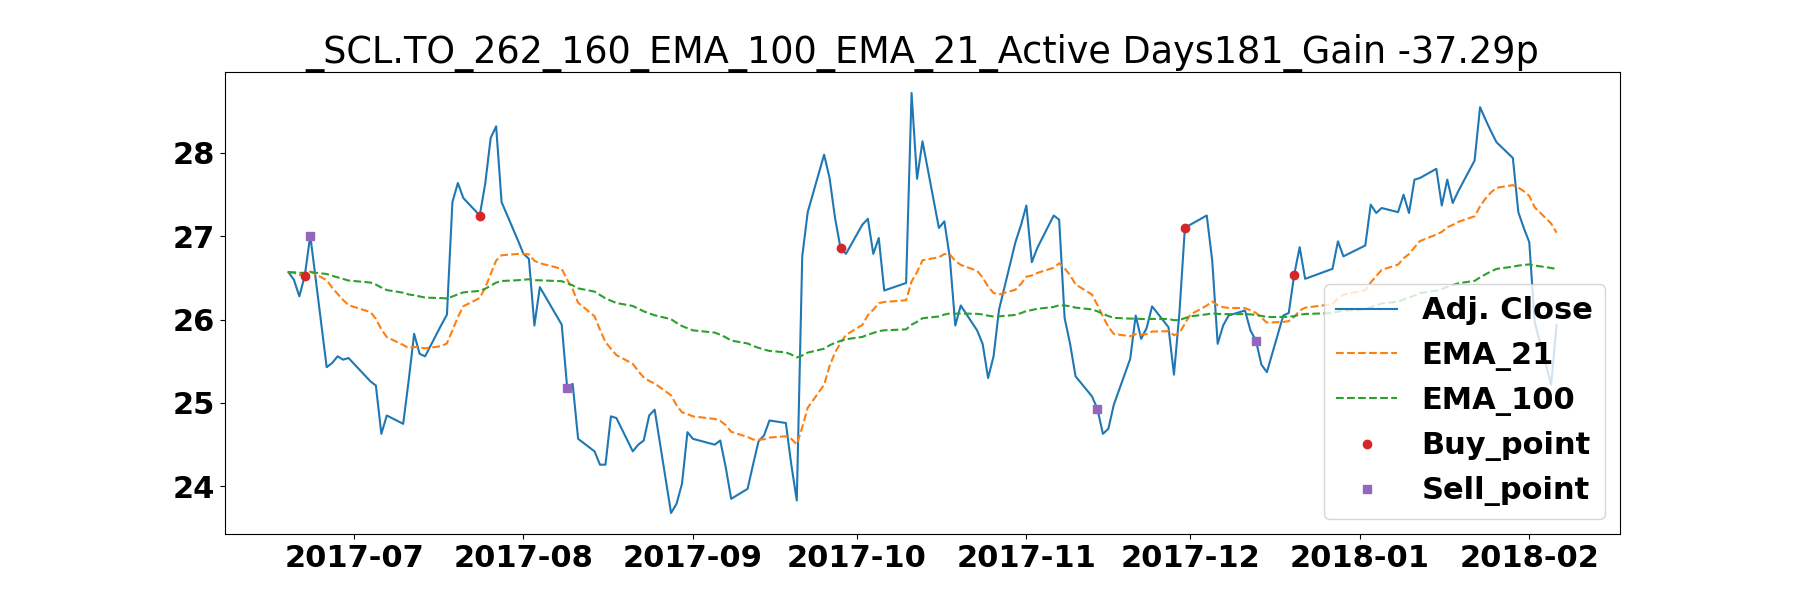 _SCL.TO_262_160_EMA_100_EMA_21_Active Days181_Gain -37.29p
28
27
26
25
24
Adj. Close
EMA_21
EMA_100
Buy_point
Sell_point
2017-07 2017-08 2017-09 2017-10 2017-11 2017-12 2018-01 2018-02